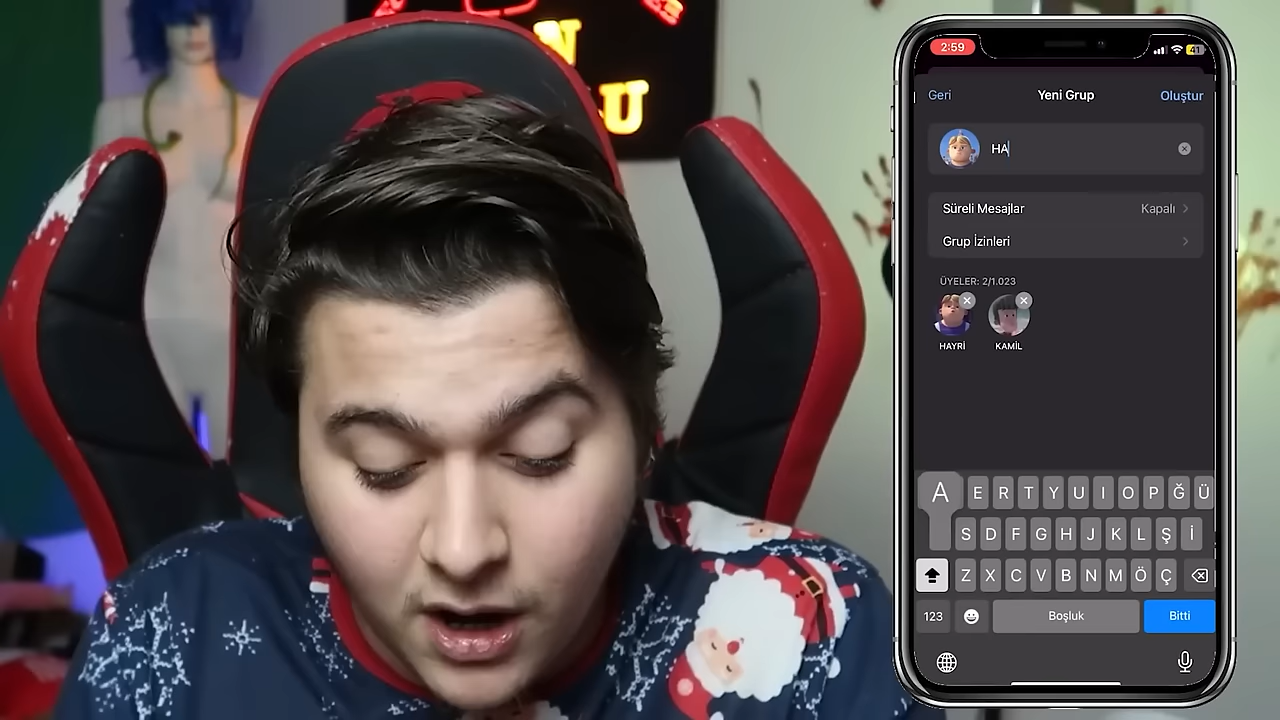 N
U
2:59
41
Geri
Yeni Grup
Oluştur
HA
Süreli Mesajlar
Kapalı
Grup İzinleri
ÜYELER: 2/1.023
HAYRİ
KAMİL
A E R T Y U I O P Ğ Ü
S D F G H J K L Ş İ
Z X C V B N M Ö Ç
123
Boşluk
Bitti